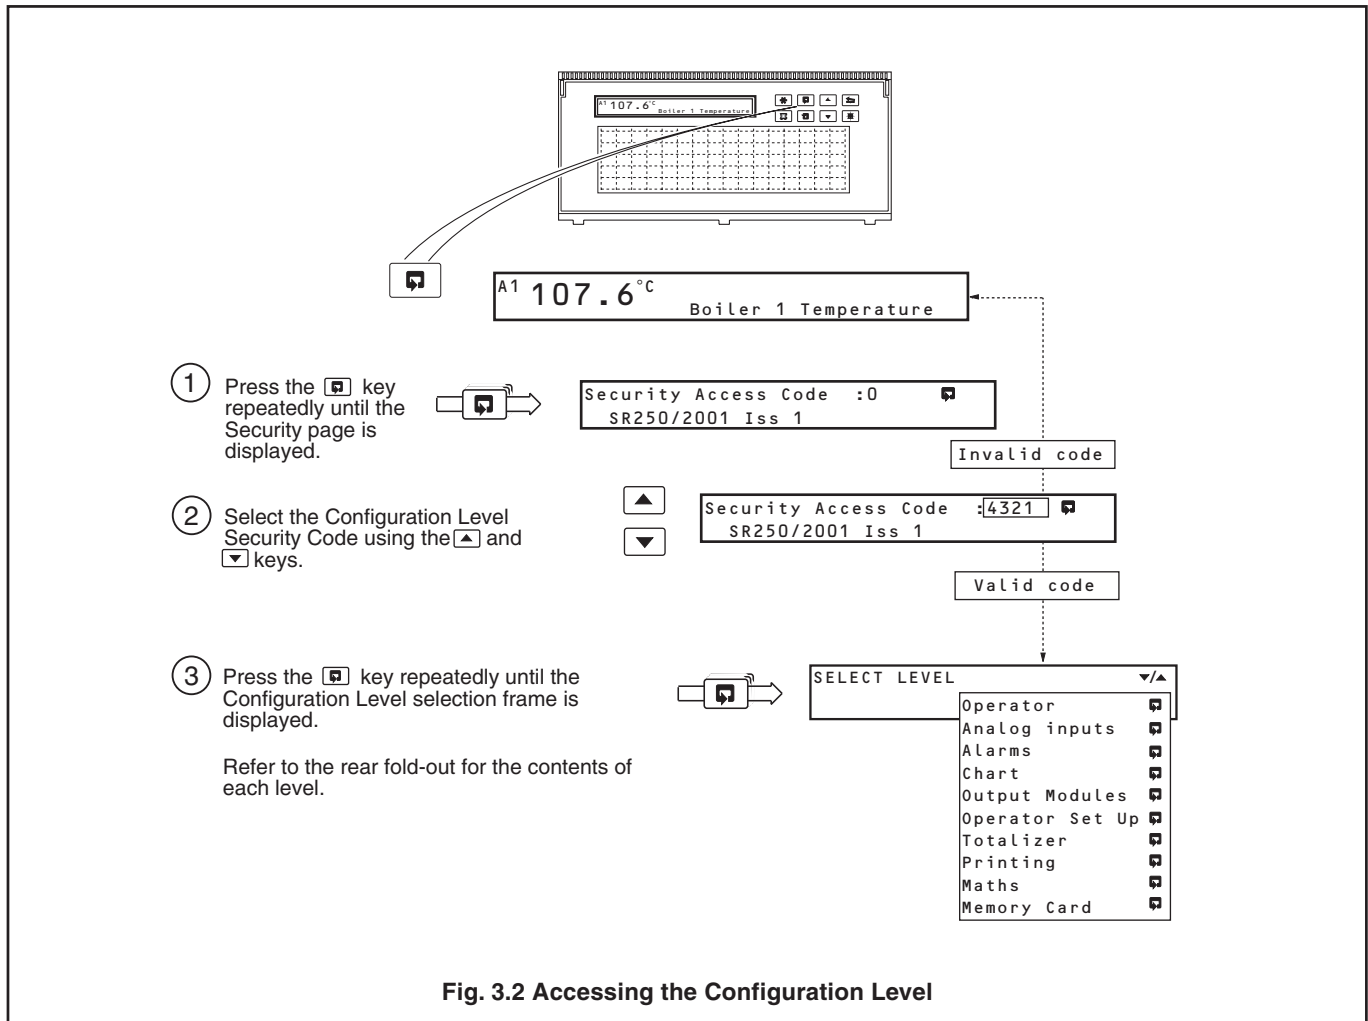 A1 107.6°C
Boiler 1 Temperature
A1 107.6°C
Boiler 1 Temperature
1 Press the key
repeatedly until the
Security page is
displayed.
Security Access Code :0
SR250/2001 Iss 1
Invalid code
2 Select the Configuration Level
Security Code using the and
keys.
Security Access Code :4321
SR250/2001 Iss 1
Valid code
3 Press the key repeatedly until the
Configuration Level selection frame is
displayed.
Refer to the rear fold-out for the contents of
each level.
SELECT LEVEL ▼/▲
Operator
Analog inputs
Alarms
Chart
Output Modules
Operator Set Up
Totalizer
Printing
Maths
Memory Card
Fig. 3.2 Accessing the Configuration Level